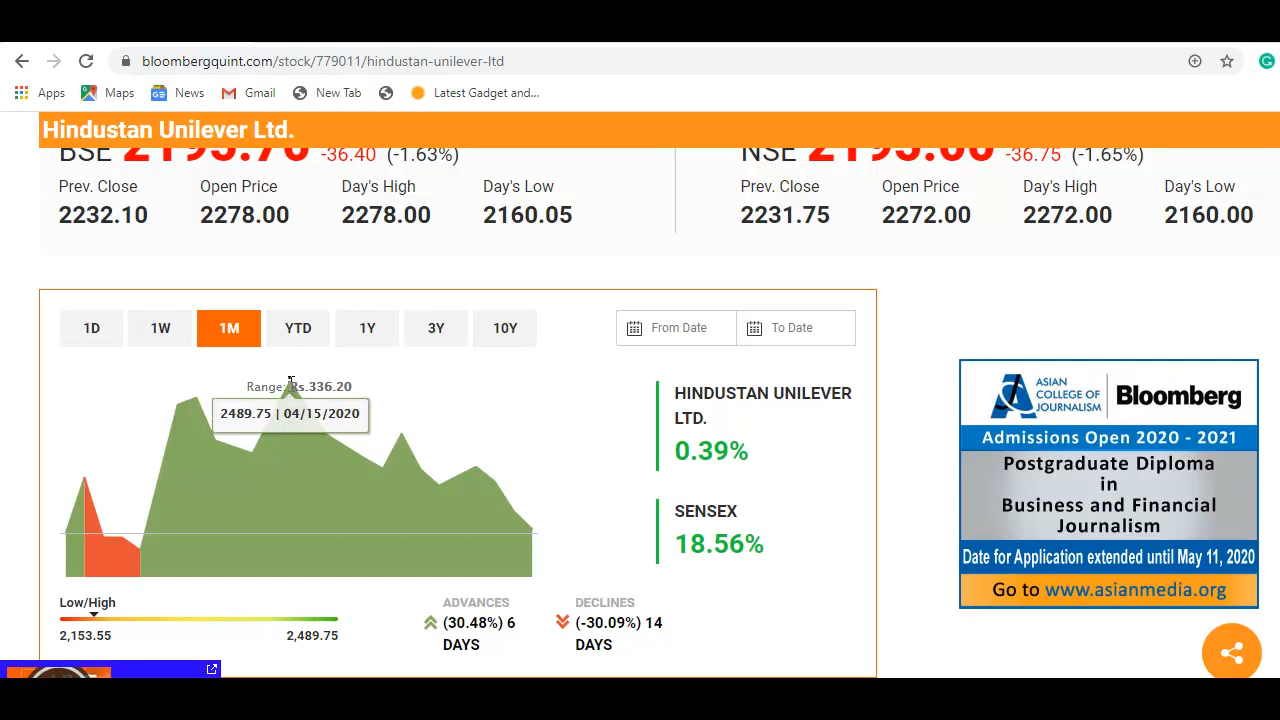 bloombergquint.com/stock/779011/hindustan-unilever-ltd
Apps Maps News Gmail New Tab Latest Gadget and...
Hindustan Unilever Ltd.
BSE 2195.70 -36.40 (-1.63%)
NSE 2195.00 -36.75 (-1.65%)
Prev. Close Open Price Day's High Day's Low
2232.10 2278.00 2278.00 2160.05
Prev. Close Open Price Day's High Day's Low
2231.75 2272.00 2272.00 2160.00
1D 1W 1M YTD 1Y 3Y 10Y
From Date To Date
Range: Rs.336.20
2489.75 | 04/15/2020
HINDUSTAN UNILEVER
LTD.
0.39%
SENSEX
18.56%
Low/High
2,153.55 2,489.75
ADVANCES
(30.48%) 6
DAYS
DECLINES
(-30.09%) 14
DAYS
ASIAN
COLLEGE OF
JOURNALISM
Bloomberg
Admissions Open 2020 - 2021
Postgraduate Diploma
in
Business and Financial
Journalism
Date for Application extended until May 11, 2020
Go to www.asianmedia.org